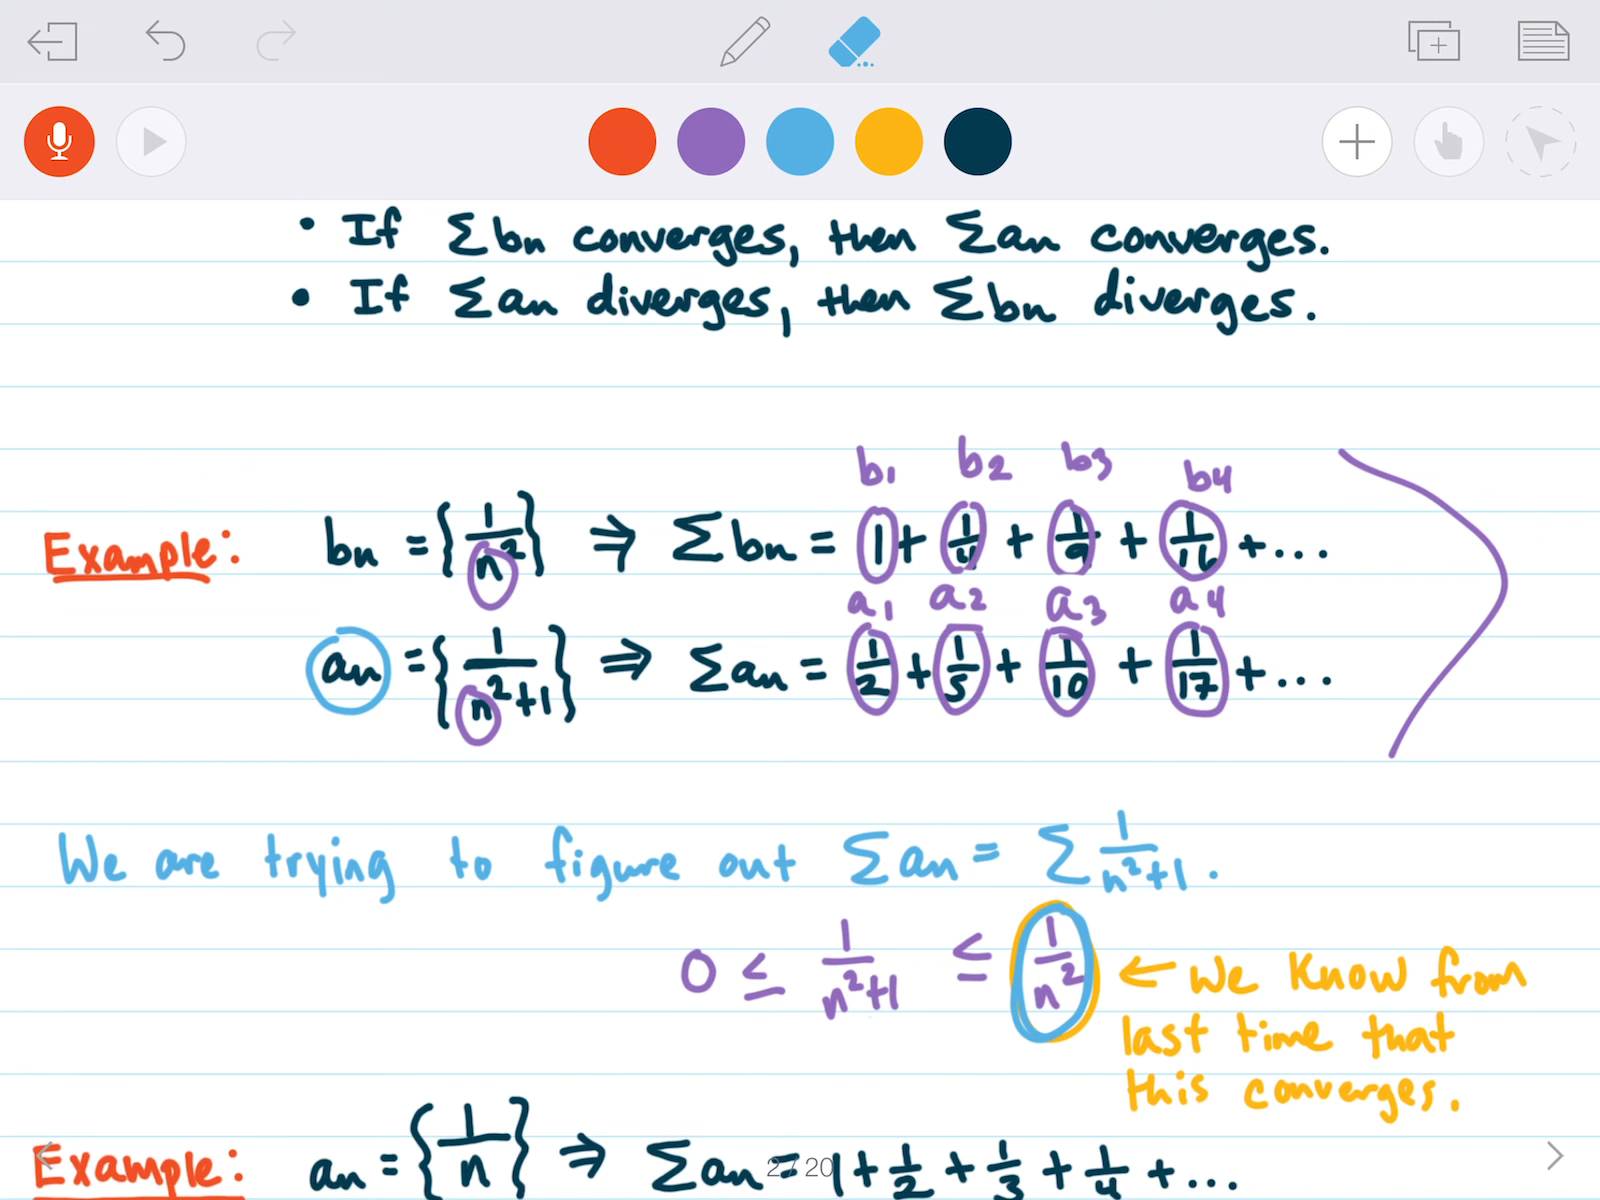 • If Σbn converges, then Σan converges.
• If Σan diverges, then Σbn diverges.
b1 b2 b3 b4
Example: bn = {1/n²} ⇒ Σbn = 1 + 1/4 + 1/9 + 1/16 + ...
a1 a2 a3 a4
an = {1/n²+1} ⇒ Σan = 1/2 + 1/5 + 1/10 + 1/17 + ...
We are trying to figure out Σan = Σ 1/n²+1.
0 ≤ 1/n²+1 ≤ 1/n² ← We know from
last time that
this converges.
Example: an = {1/n} ⇒ Σan = 1 + 1/2 + 1/3 + 1/4 + ...
2 / 20